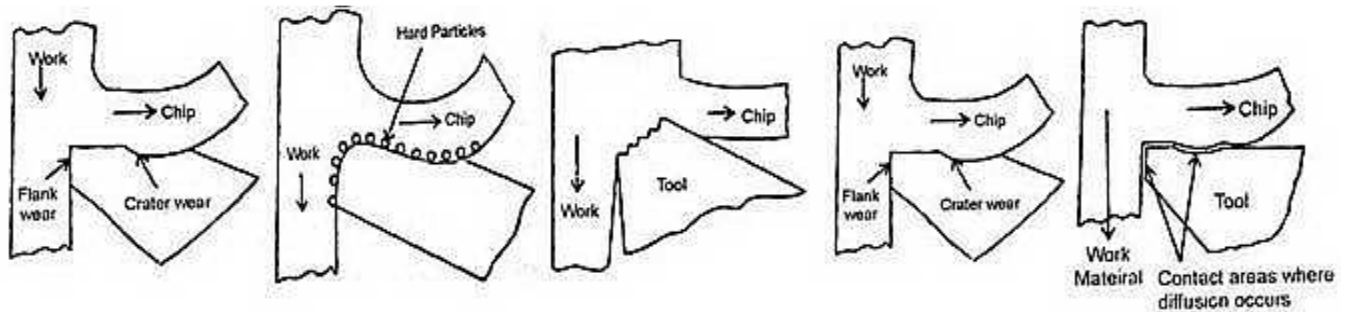 Work
Chip
Flank
wear
Crater wear
Hard Particles
Work
Chip
Chip
Tool
Work
Work
Chip
Flank
wear
Crater wear
Chip
Tool
Work
Mateiral
Contact areas where
diffusion occurs